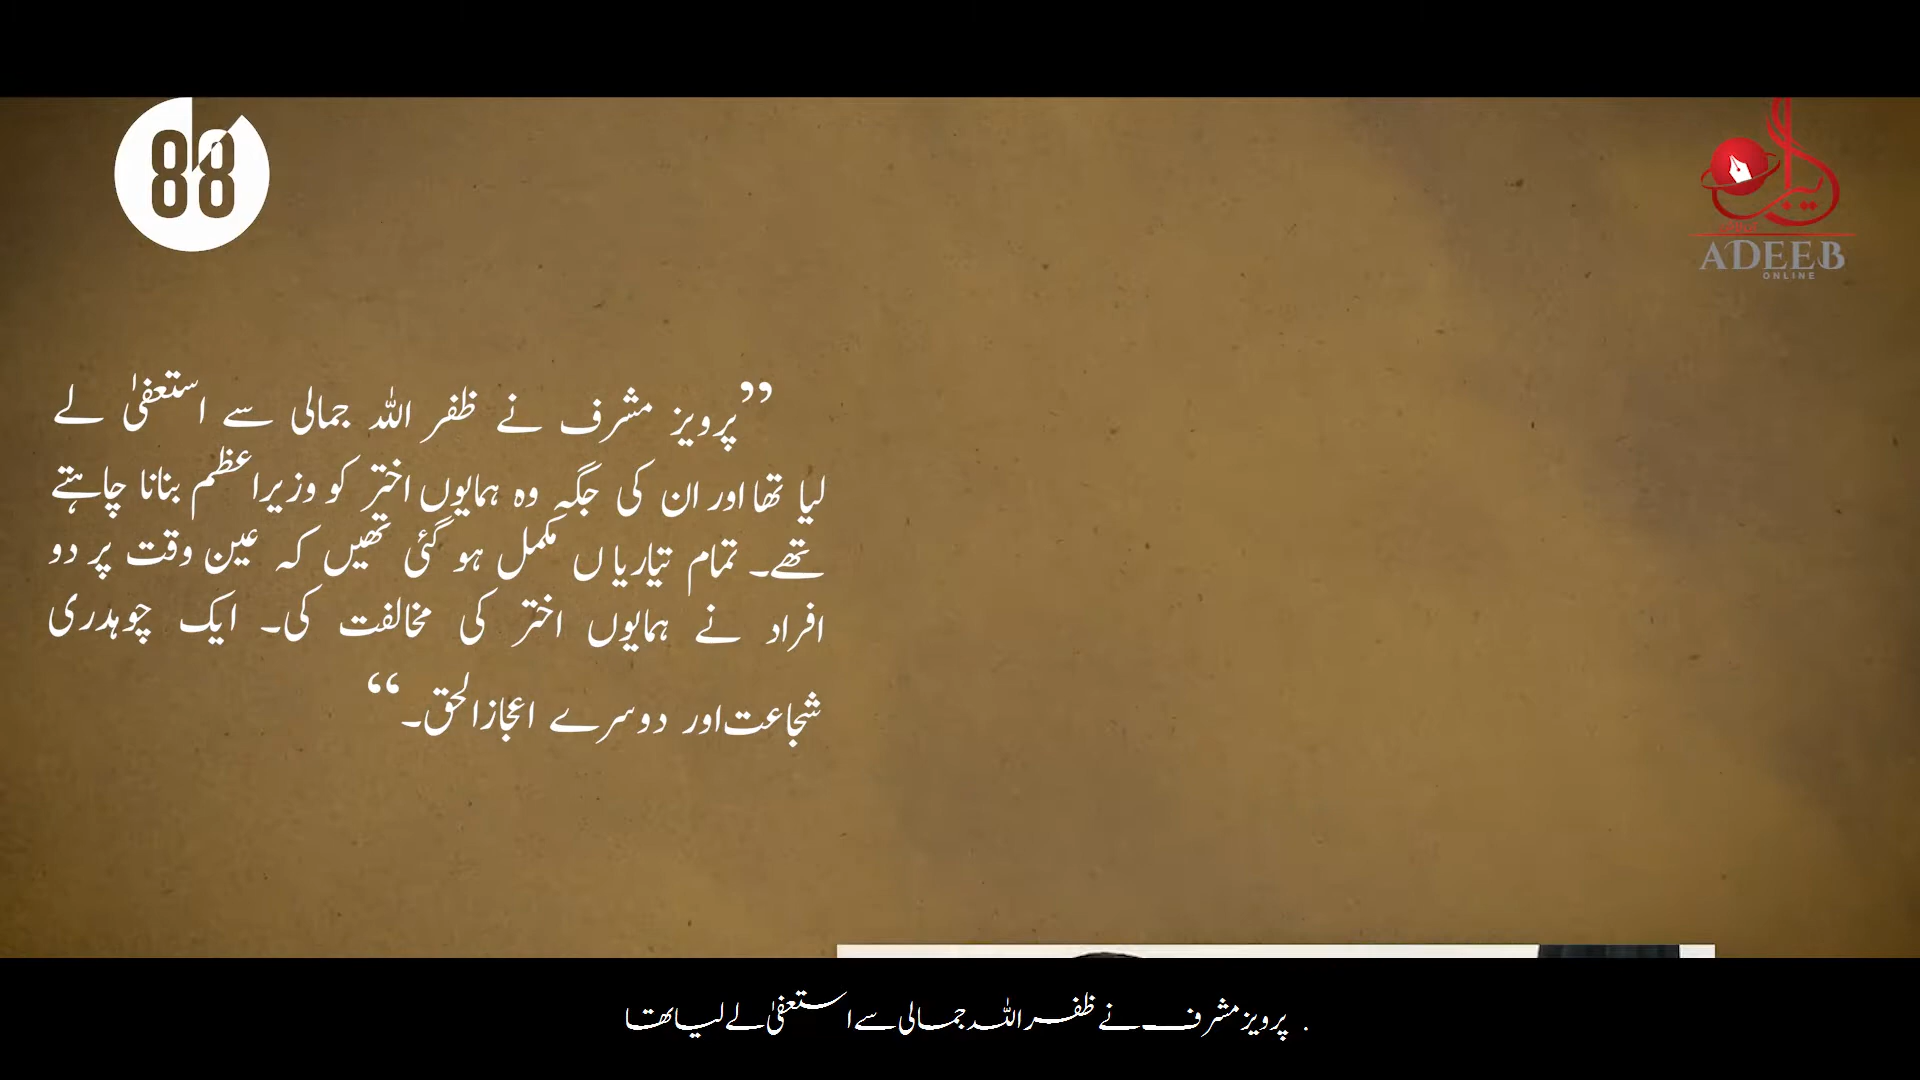 88
ADEEB
ONLINE
”پرویز مشرف نے ظفر اللہ جمالی سے استعفیٰ لے
لیا تھا اور ان کی جگہ وہ ہمایوں اختر کو وزیراعظم بنانا چاہتے
تھے۔ تمام تیاریاں مکمل ہو گئی تھیں کہ عین وقت پر دو
افراد نے ہمایوں اختر کی مخالفت کی۔ ایک چوہدری
شجاعت اور دوسرے اعجازالحق۔“
. پرویز مشرف نے ظفر اللہ جمالی سے استعفیٰ لے لیا تھا